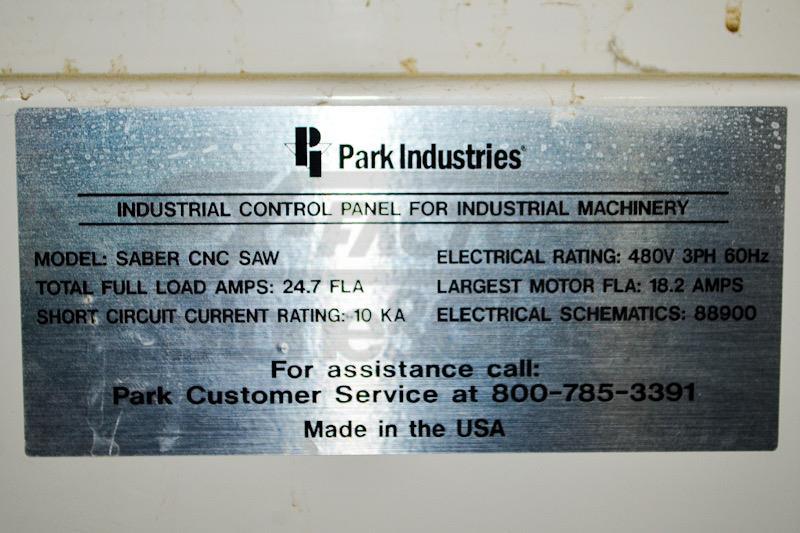 PI Park Industries®
INDUSTRIAL CONTROL PANEL FOR INDUSTRIAL MACHINERY
MODEL: SABER CNC SAW ELECTRICAL RATING: 480V 3PH 60Hz
TOTAL FULL LOAD AMPS: 24.7 FLA LARGEST MOTOR FLA: 18.2 AMPS
SHORT CIRCUIT CURRENT RATING: 10 KA ELECTRICAL SCHEMATICS: 88900
For assistance call:
Park Customer Service at 800-785-3391
Made in the USA